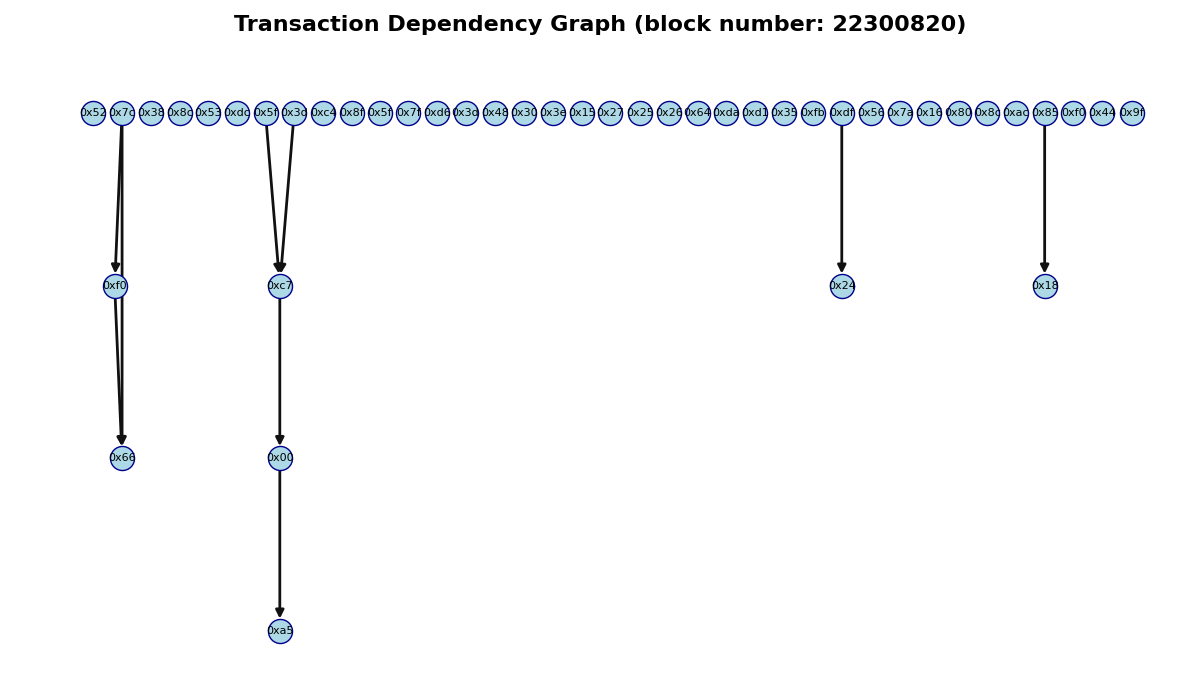 Transaction Dependency Graph (block number: 22300820)
0x52 0x7c 0x38 0x8c 0x53 0xdc 0x5f 0x3c 0xc4 0x8f 0x5f 0x7f 0xd6 0x3d 0x48 0x30 0x3e 0x15 0x27 0x25 0x26 0x64 0xda 0xd1 0x35 0xfb 0xdf 0x56 0x7a 0x16 0x80 0x8c 0xac 0x85 0xf0 0x44 0x9f
0xf0 0xc7 0x24 0x18
0x66 0x00
0xa5